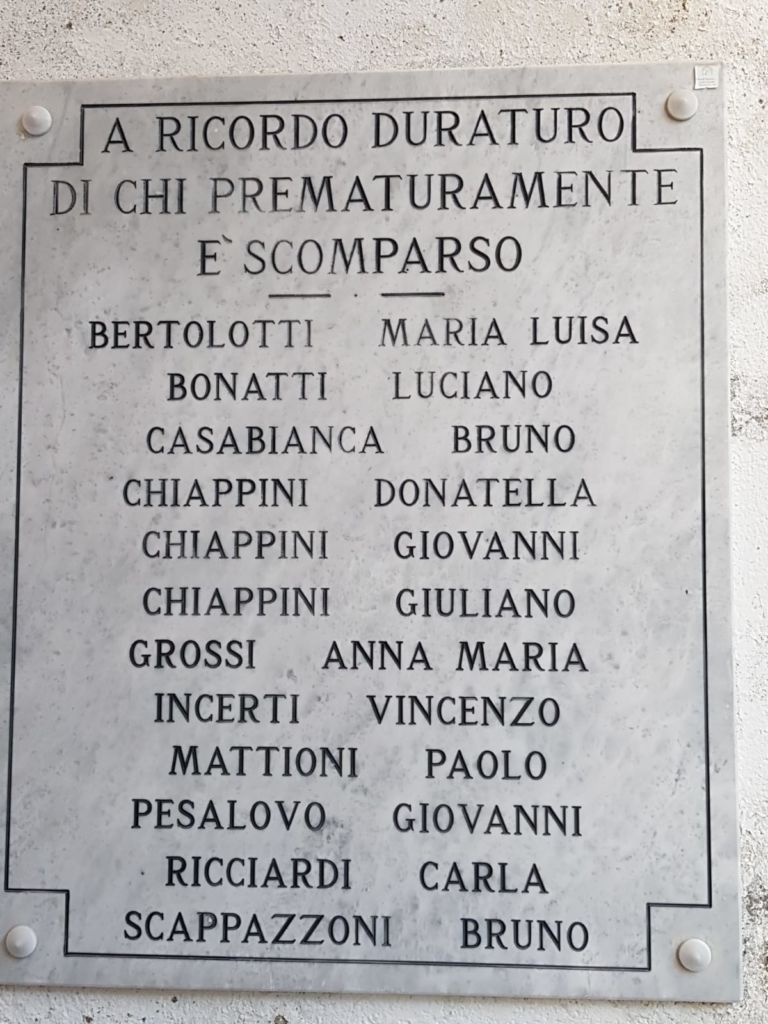 A RICORDO DURATURO
DI CHI PREMATURAMENTE
E` SCOMPARSO
BERTOLOTTI MARIA LUISA
BONATTI LUCIANO
CASABIANCA BRUNO
CHIAPPINI DONATELLA
CHIAPPINI GIOVANNI
CHIAPPINI GIULIANO
GROSSI ANNA MARIA
INCERTI VINCENZO
MATTIONI PAOLO
PESALOVO GIOVANNI
RICCIARDI CARLA
SCAPPAZZONI BRUNO